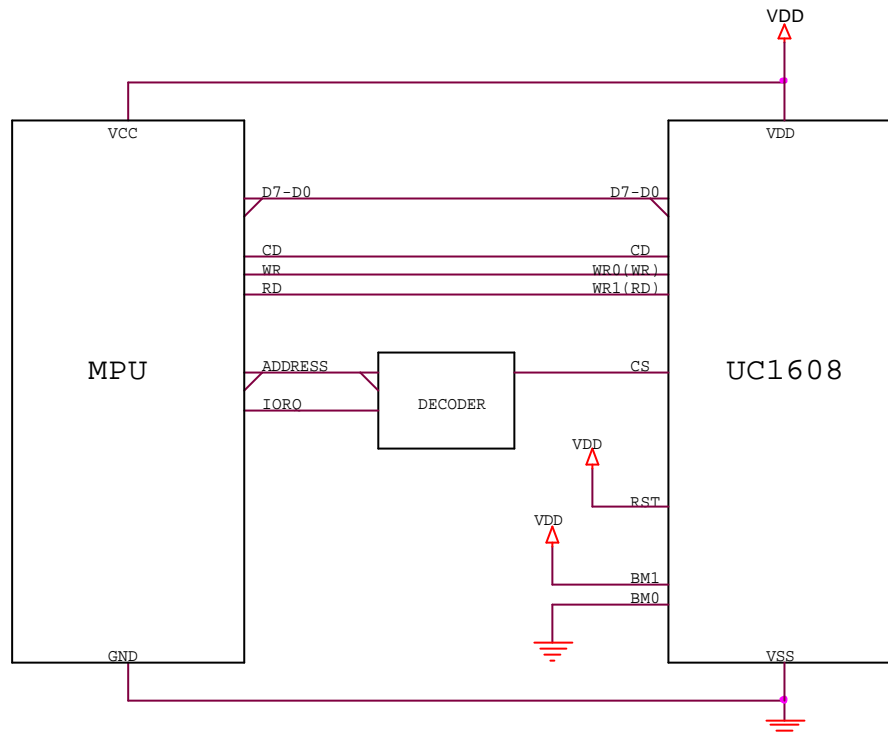 VDD
VCC
VDD
D7-D0
D7-D0
CD
CD
WR
WR0(WR)
RD
WR1(RD)
MPU
ADDRESS
CS
UC1608
IORQ
DECODER
VDD
RST
VDD
BM1
BM0
GND
VSS